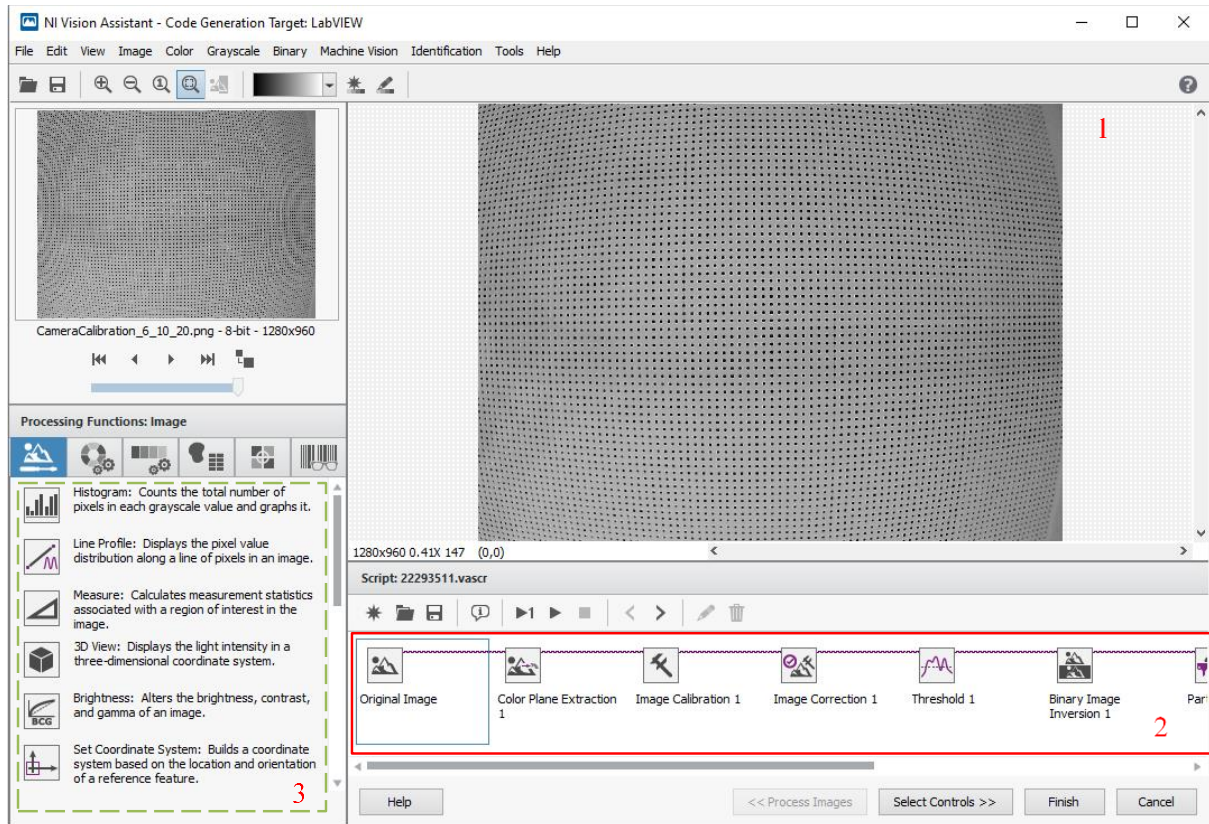 NI Vision Assistant - Code Generation Target: LabVIEW
File Edit View Image Color Grayscale Binary Machine Vision Identification Tools Help
1
CameraCalibration_6_10_20.png - 8-bit - 1280x960
Processing Functions: Image
Histogram: Counts the total number of
pixels in each grayscale value and graphs it.
Line Profile: Displays the pixel value
distribution along a line of pixels in an image.
Measure: Calculates measurement statistics
associated with a region of interest in the
image.
3D View: Displays the light intensity in a
three-dimensional coordinate system.
BCG
Brightness: Alters the brightness, contrast,
and gamma of an image.
Set Coordinate System: Builds a coordinate
system based on the location and orientation
of a reference feature.
3
1280x960 0.41X 147 (0,0)
Script: 22293511.vascr
1
Original Image
Color Plane Extraction
1
Image Calibration 1
Image Correction 1
Threshold 1
Binary Image
Inversion 1
Par
2
Help
<< Process Images
Select Controls >>
Finish
Cancel